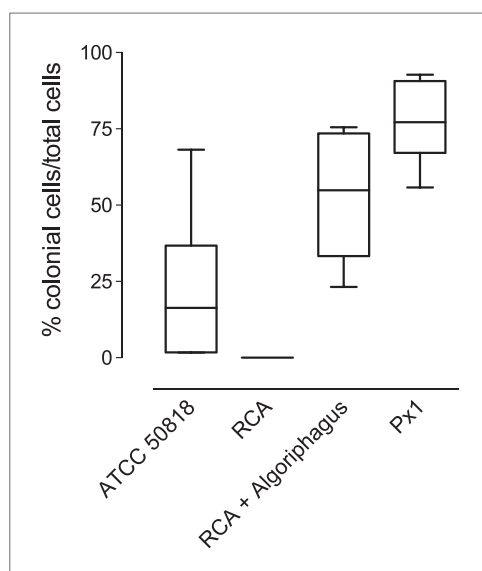 % colonial cells/total cells
100
75
50
25
0
ATCC 50818
RCA
RCA + Algoriphagus
Px1